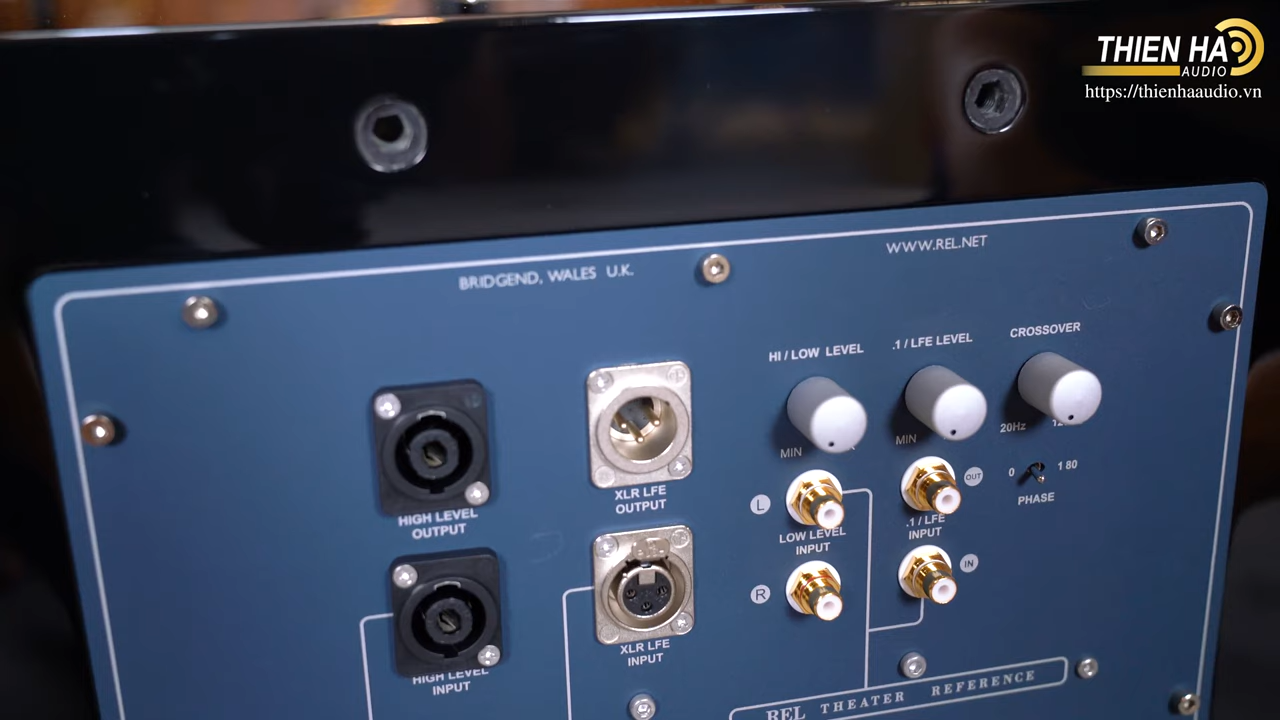 THIEN HA
AUDIO
https://thienhaaudio.vn
BRIDGEND, WALES U.K.
WWW.REL.NET
HI / LOW LEVEL
.1 / LFE LEVEL
CROSSOVER
MIN
MIN
20Hz
0
180
PHASE
HIGH LEVEL
OUTPUT
XLR LFE
OUTPUT
L
OUT
LOW LEVEL
INPUT
.1 / LFE
INPUT
R
IN
HIGH LEVEL
INPUT
XLR LFE
INPUT
REL THEATER REFERENCE